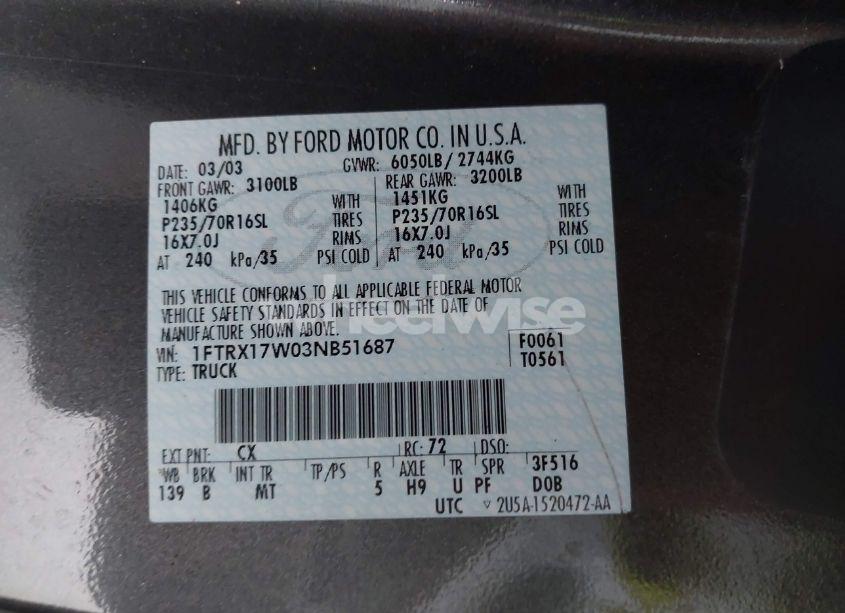 MFD. BY FORD MOTOR CO. IN U.S.A.
DATE: 03/03 GVWR: 6050LB/ 2744KG
FRONT GAWR: 3100LB REAR GAWR: 3200LB
1406KG WITH 1451KG WITH
P235/70R16SL TIRES P235/70R16SL TIRES
16X7.0J RIMS 16X7.0J RIMS
AT 240 kPa/35 PSI COLD AT 240 kPa/35 PSI COLD
Ford
THIS VEHICLE CONFORMS TO ALL APPLICABLE FEDERAL MOTOR
VEHICLE SAFETY STANDARDS IN EFFECT ON THE DATE OF
MANUFACTURE SHOWN ABOVE.
wheelwise
VIN: 1FTRX17W03NB51687 F0061
TYPE: TRUCK T0561
EXT PNT: CX RC: 72 DSO:
WB BRK INT TR TP/PS R AXLE TR SPR 3F516
139 B MT 5 H9 U PF DOB
UTC ▽ 2U5A-1520472-AA